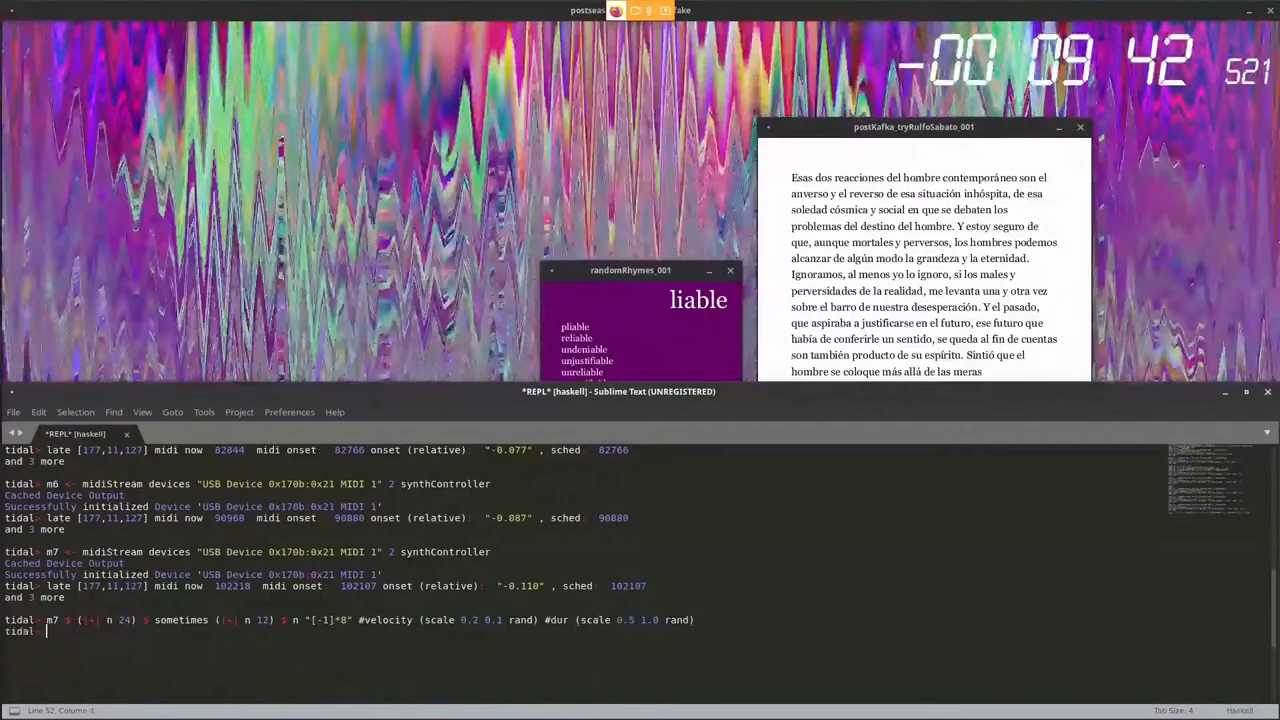 postseas
ake
-00 09 42 521
postKafka_tryRulfoSabato_001
Esas dos reacciones del hombre contemporáneo son el
anverso y el reverso de esa situación inhóspita, de esa
soledad cósmica y social en que se debaten los
problemas del destino del hombre. Y estoy seguro de
que, aunque mortales y perversos, los hombres podemos
alcanzar de algún modo la grandeza y la eternidad.
Ignoramos, al menos yo lo ignoro, si los males y
perversidades de la realidad, me levanta una y otra vez
sobre el barro de nuestra desesperación. Y el pasado,
que aspiraba a justificarse en el futuro, ese futuro que
había de conferirle un sentido, se queda al fin de cuentas
son también producto de su espíritu. Sintió que el
hombre se coloque más allá de las meras
randomRhymes_001
liable
pliable
reliable
undeniable
unjustifiable
unreliable
*REPL* [haskell] - Sublime Text (UNREGISTERED)
File Edit Selection Find View Goto Tools Project Preferences Help
*REPL* [haskell]
tidal> late [177,11,127] midi now  82844  midi onset:  82766 onset (relative):  "-0.077" , sched:  82766
and 3 more
tidal> m6 <- midiStream devices "USB Device 0x170b:0x21 MIDI 1" 2 synthController
Cached Device Output
Successfully initialized Device 'USB Device 0x170b:0x21 MIDI 1'
tidal> late [177,11,127] midi now  90968  midi onset:  90880 onset (relative):  "-0.087" , sched:  90880
and 3 more
tidal> m7 <- midiStream devices "USB Device 0x170b:0x21 MIDI 1" 2 synthController
Cached Device Output
Successfully initialized Device 'USB Device 0x170b:0x21 MIDI 1'
tidal> late [177,11,127] midi now  102218  midi onset:  102107 onset (relative):  "-0.110" , sched:  102107
and 3 more
tidal> m7 $ (|+| n 24) $ sometimes (|+| n 12) $ n "[-1]*8" #velocity (scale 0.2 0.1 rand) #dur (scale 0.5 1.0 rand)
tidal>
Line 52, Column 3
Tab Size: 4
Haskell